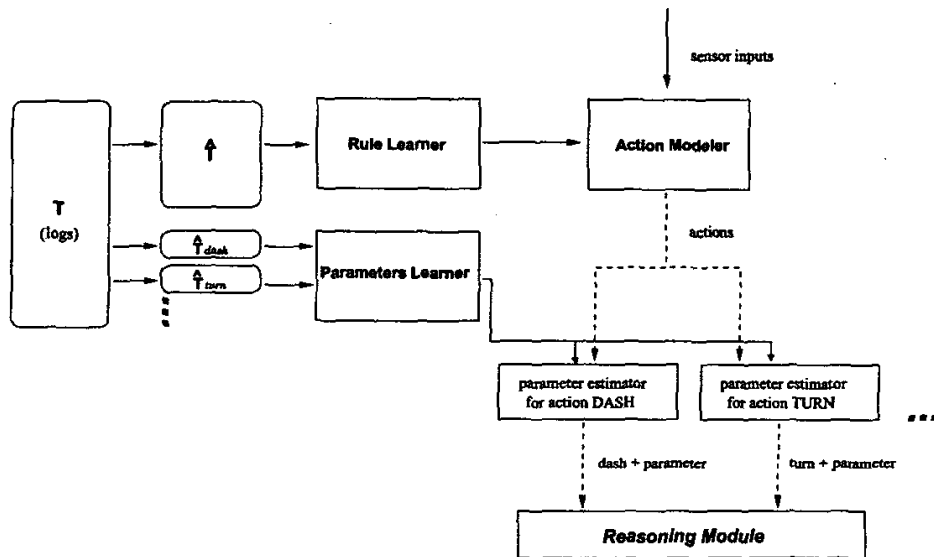 sensor inputs
T̂
Rule Learner
Action Modeler
T
(logs)
actions
T̂dash
T̂turn
Parameters Learner
parameter estimator
for action DASH
parameter estimator
for action TURN
dash + parameter
turn + parameter
Reasoning Module